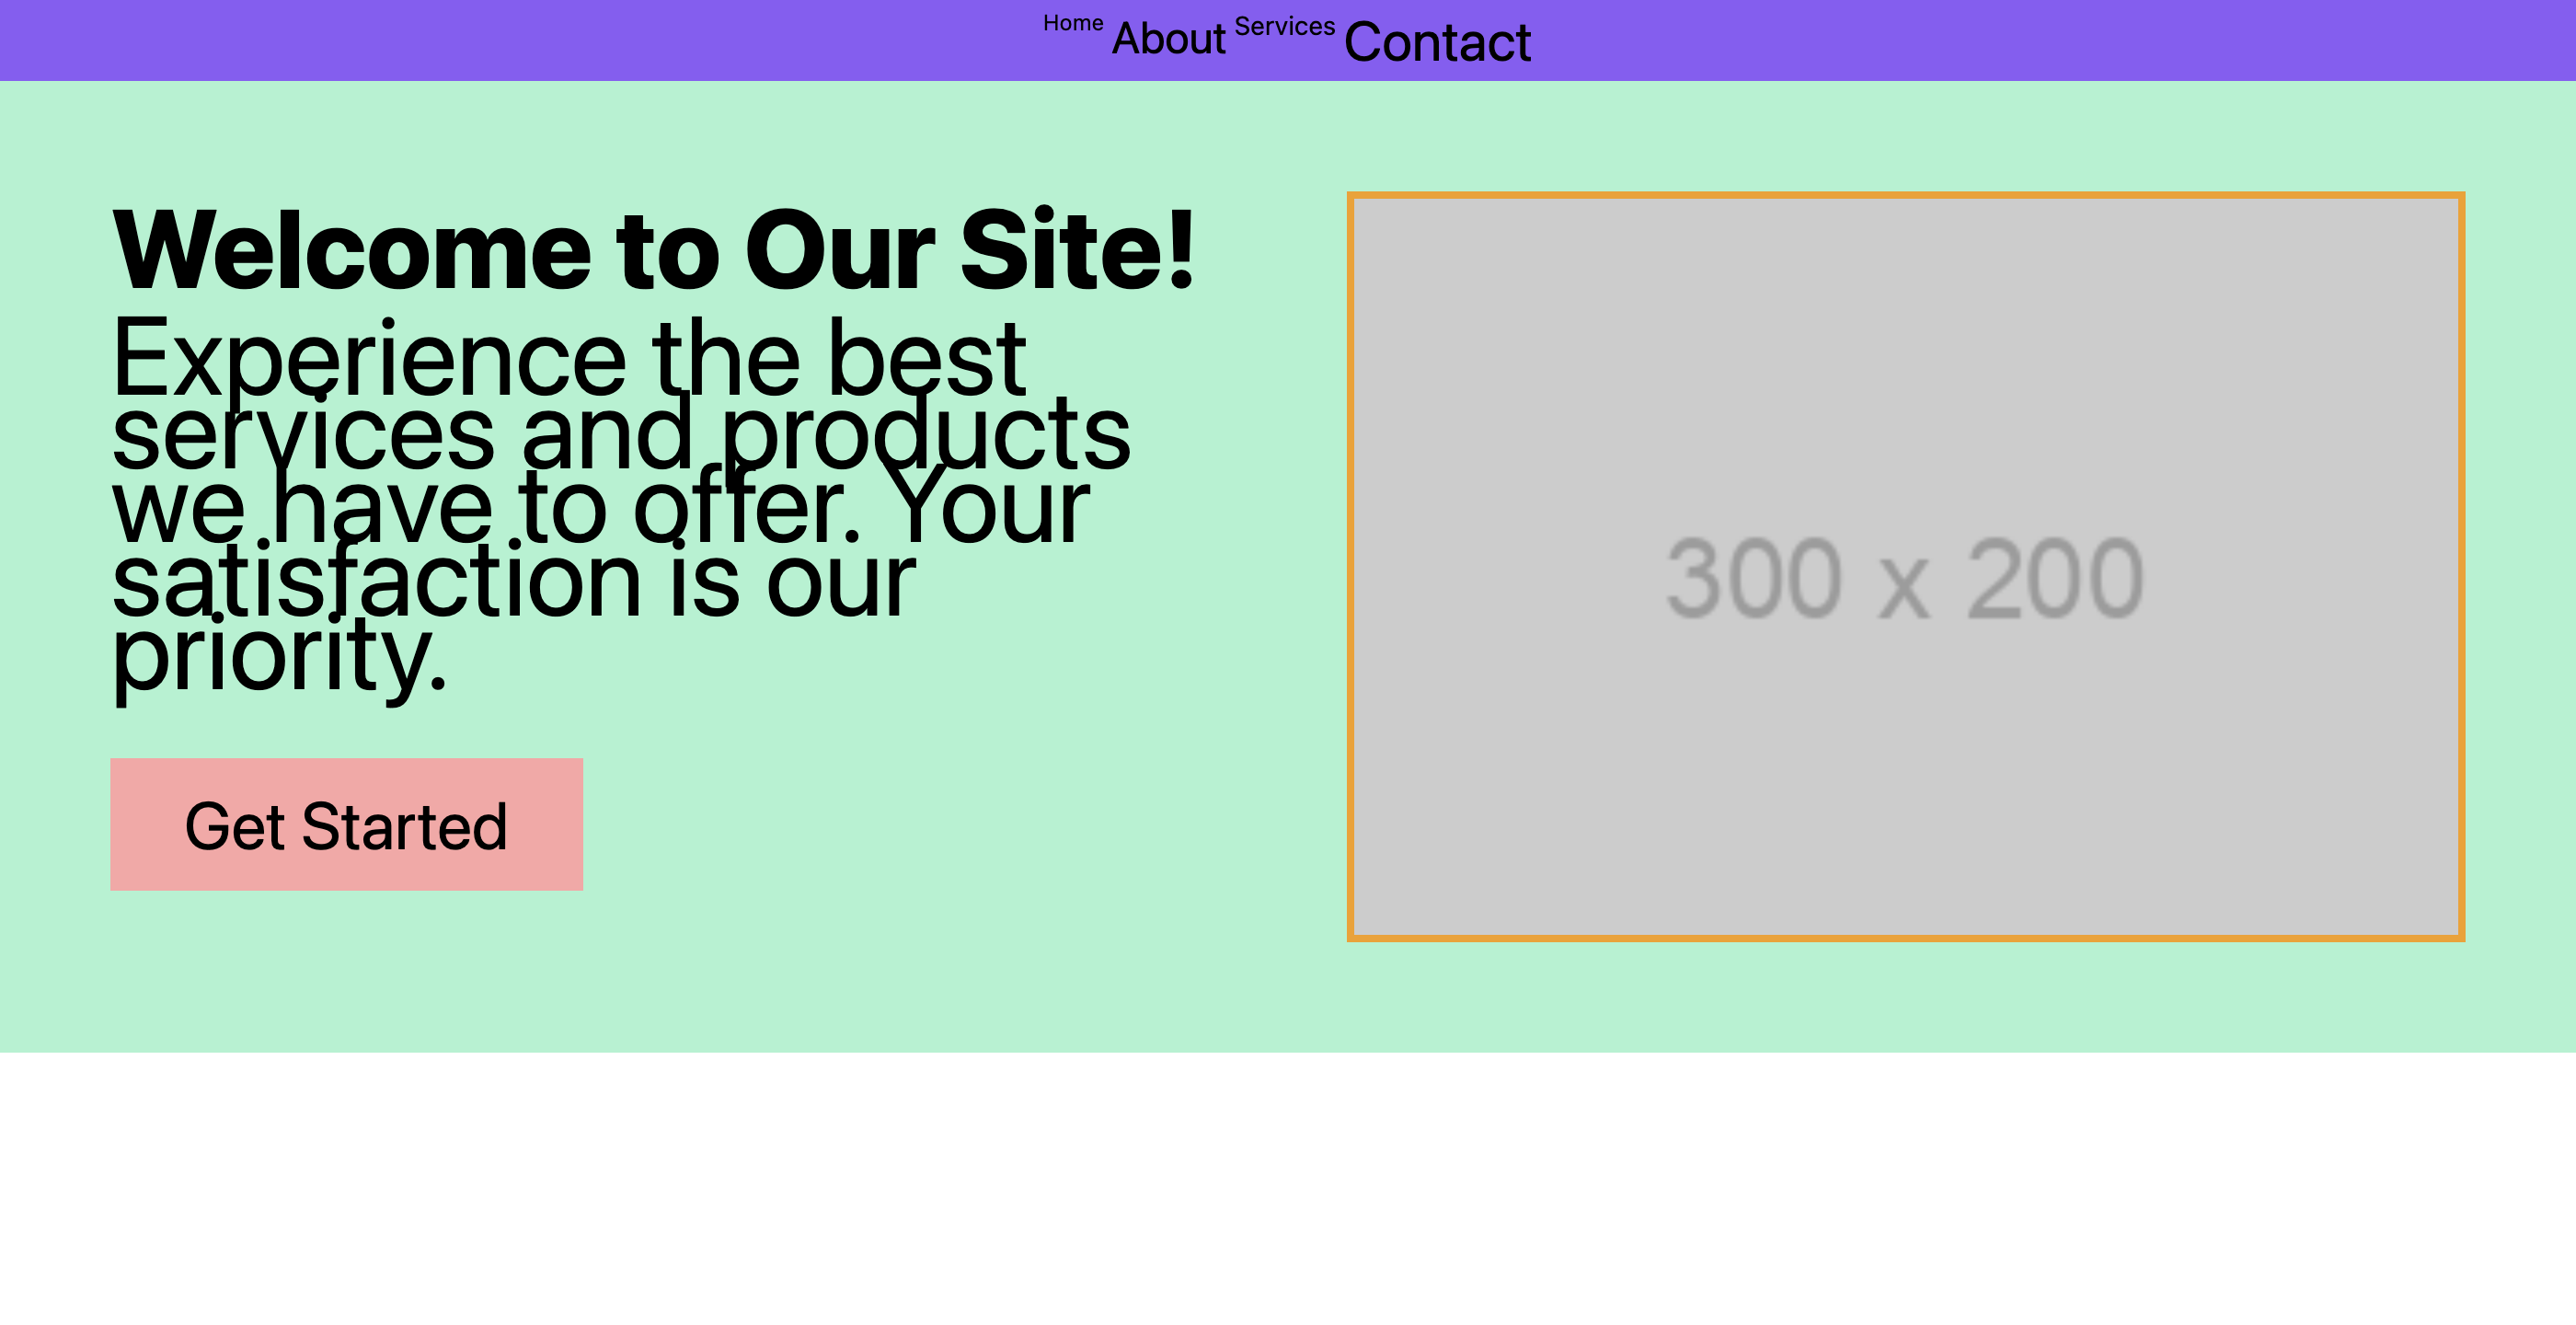 Home About Services Contact
Welcome to Our Site!
Experience the best
services and products
we have to offer. Your
satisfaction is our
priority.
Get Started
300 x 200